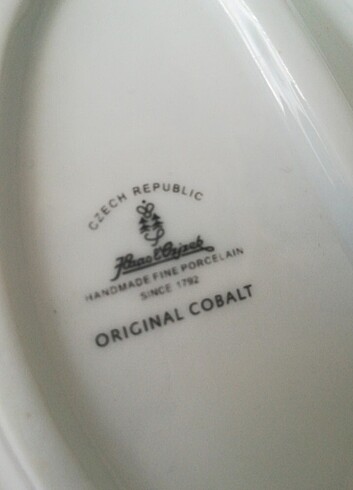 CZECH REPUBLIC
HANDMADE FINE PORCELAIN
SINCE 1792
ORIGINAL COBALT